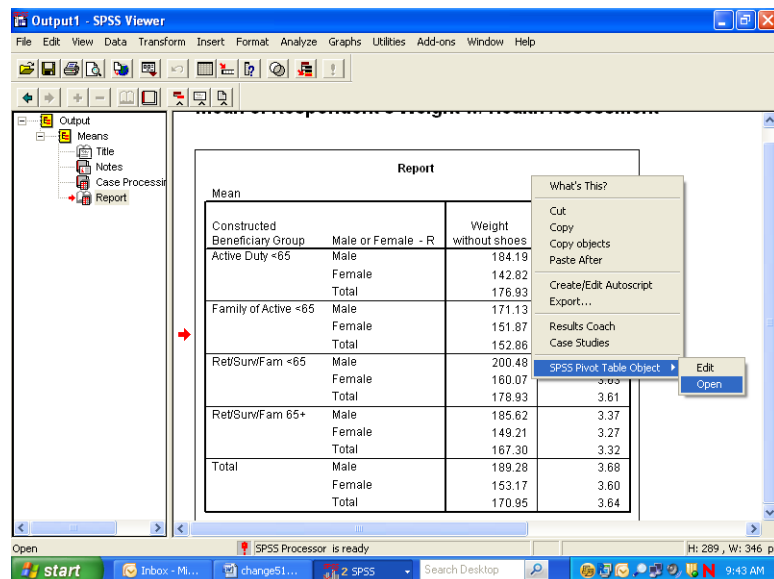 Output1 - SPSS Viewer
File Edit View Data Transform Insert Format Analyze Graphs Utilities Add-ons Window Help
Output
Means
Title
Notes
Case Processin
Report
Report
Mean
Constructed Beneficiary Group Male or Female - R Weight without shoes
Active Duty <65 Male 184.19
Female 142.82
Total 176.93
Family of Active <65 Male 171.13
Female 151.87
Total 152.86
Ret/Surv/Fam <65 Male 200.48
Female 160.07
Total 178.93 3.61
Ret/Surv/Fam 65+ Male 185.62 3.37
Female 149.21 3.27
Total 167.30 3.32
Total Male 189.28 3.68
Female 153.17 3.60
Total 170.95 3.64
What's This?
Cut
Copy
Copy objects
Paste After
Create/Edit Autoscript
Export...
Results Coach
Case Studies
SPSS Pivot Table Object
Edit
Open
Open
SPSS Processor is ready
H: 289 , W: 346 p
start
Inbox - Mi...
change51...
2 SPSS
Search Desktop
9:43 AM